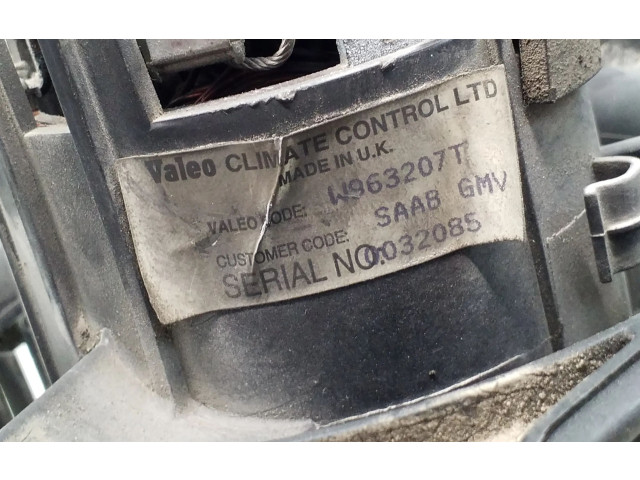 Valeo CLIMATE CONTROL LTD
MADE IN U.K.
VALEO CODE: W963207T
CUSTOMER CODE: SAAB GMV
SERIAL NO: 0032085